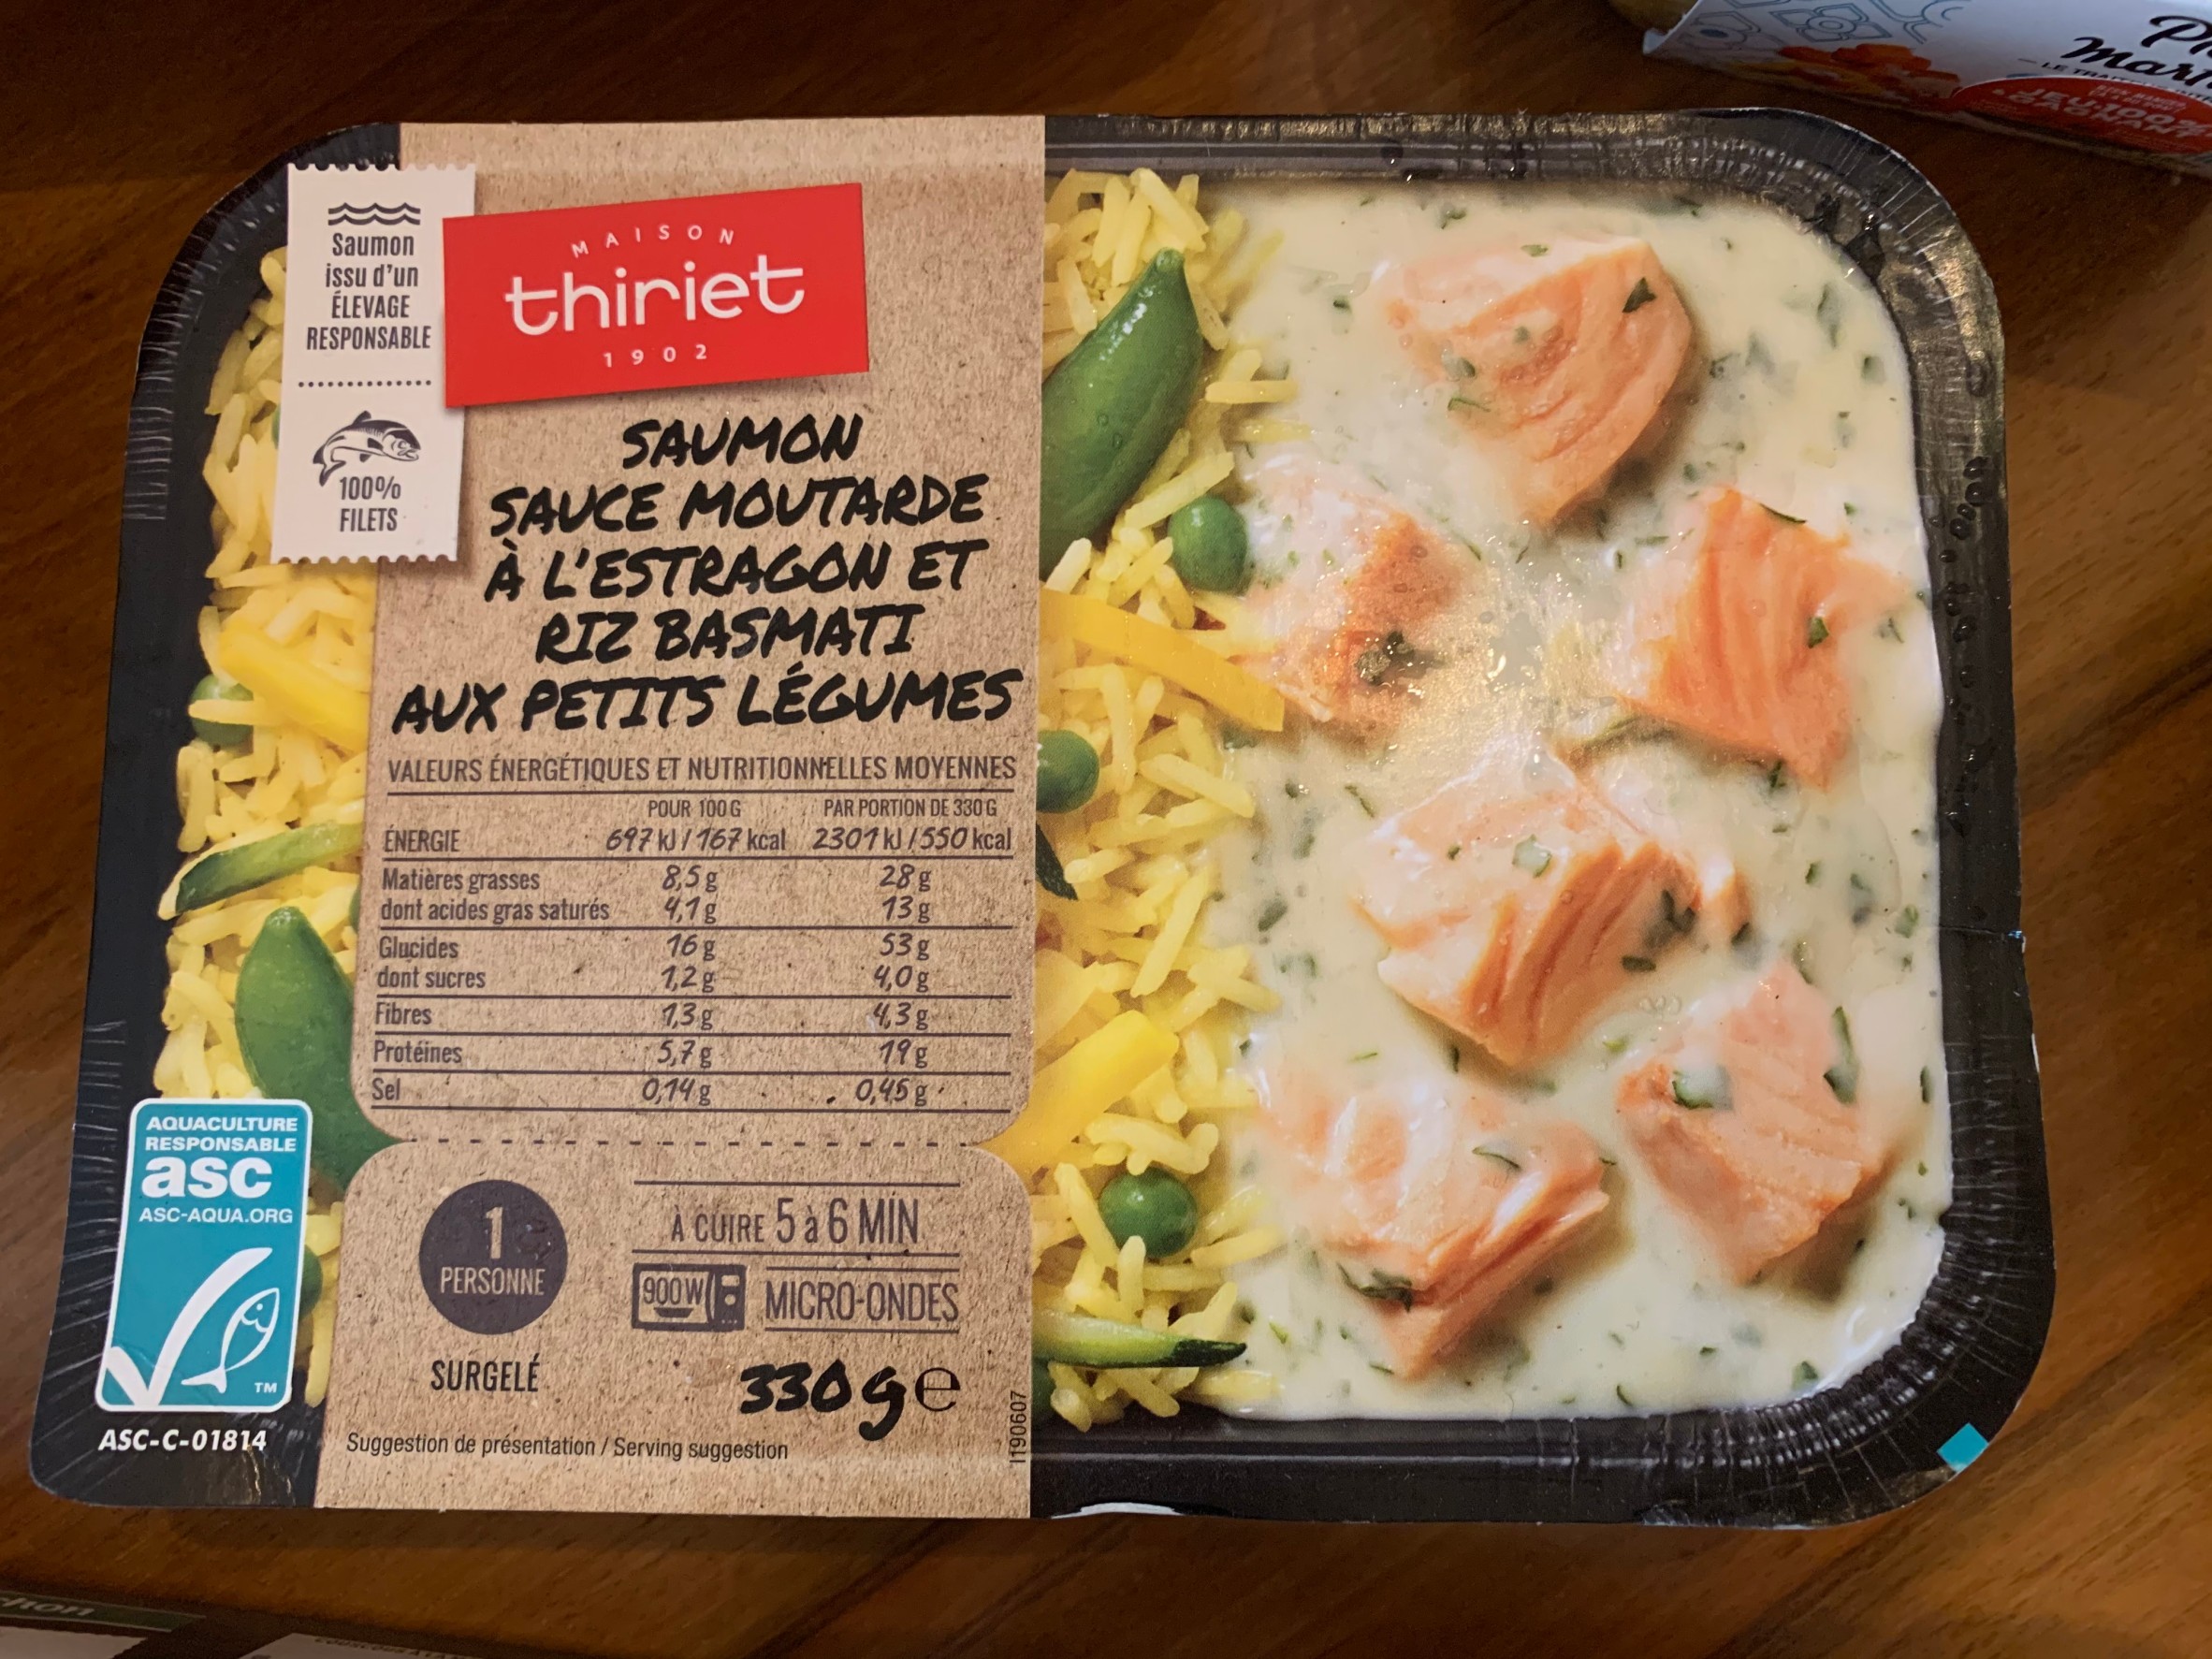 Saumon
issu d'un
ÉLEVAGE
RESPONSABLE
100%
FILETS
MAISON
thiriet
1902
SAUMON
SAUCE MOUTARDE
À L'ESTRAGON ET
RIZ BASMATI
AUX PETITS LÉGUMES
VALEURS ÉNERGÉTIQUES ET NUTRITIONNELLES MOYENNES
POUR 100 G PAR PORTION DE 330 G
ÉNERGIE 697 kJ / 167 kcal 2301 kJ / 550 kcal
Matières grasses 8,5 g 28 g
dont acides gras saturés 4,1 g 13 g
Glucides 16 g 53 g
dont sucres 1,2 g 4,0 g
Fibres 1,3 g 4,3 g
Protéines 5,7 g 19 g
Sel 0,14 g 0,45 g
AQUACULTURE
RESPONSABLE
asc
ASC-AQUA.ORG
TM
ASC-C-01814
1
PERSONNE
SURGELÉ
À CUIRE 5 à 6 MIN
900W MICRO-ONDES
330 g e
Suggestion de présentation / Serving suggestion
1190607
JEU 100%
GAGNANT